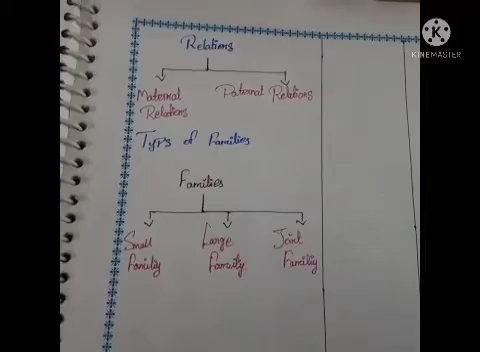 Relations
Maternal Paternal Relations
Relations
Types of Families
Families
Small Large Joint
Family Family Family
KINEMASTER